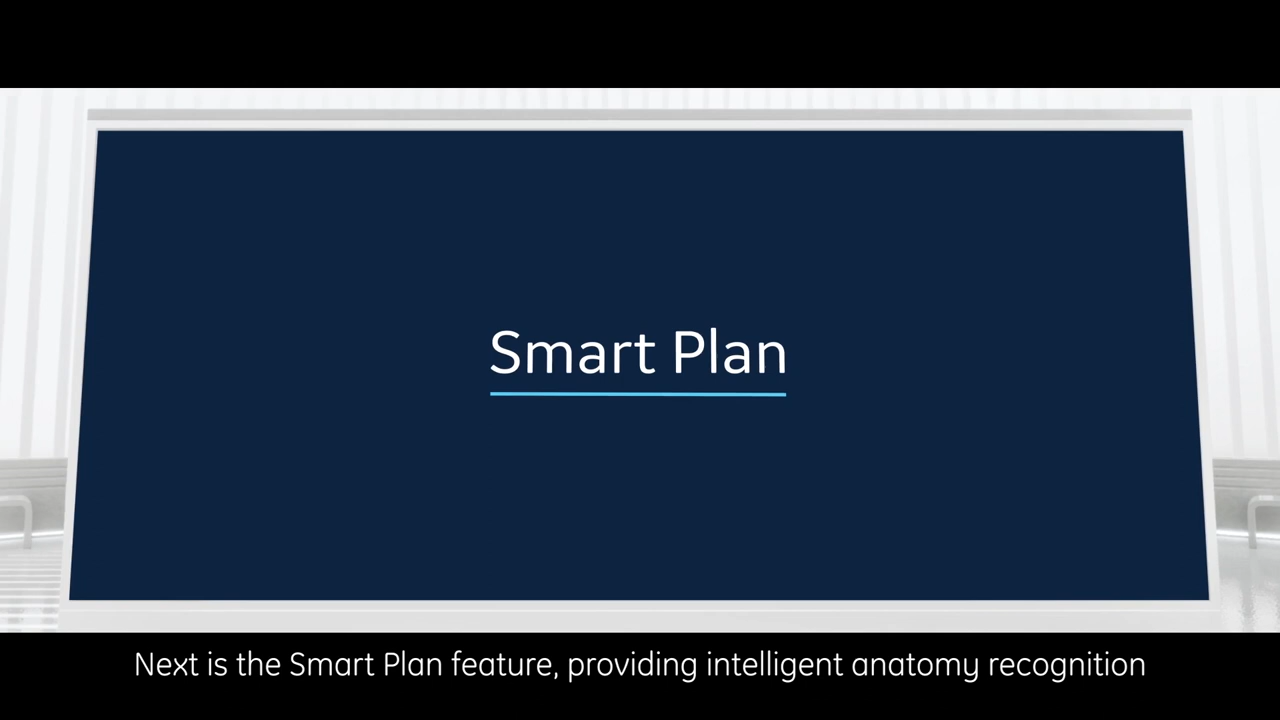 Smart Plan
Next is the Smart Plan feature, providing intelligent anatomy recognition